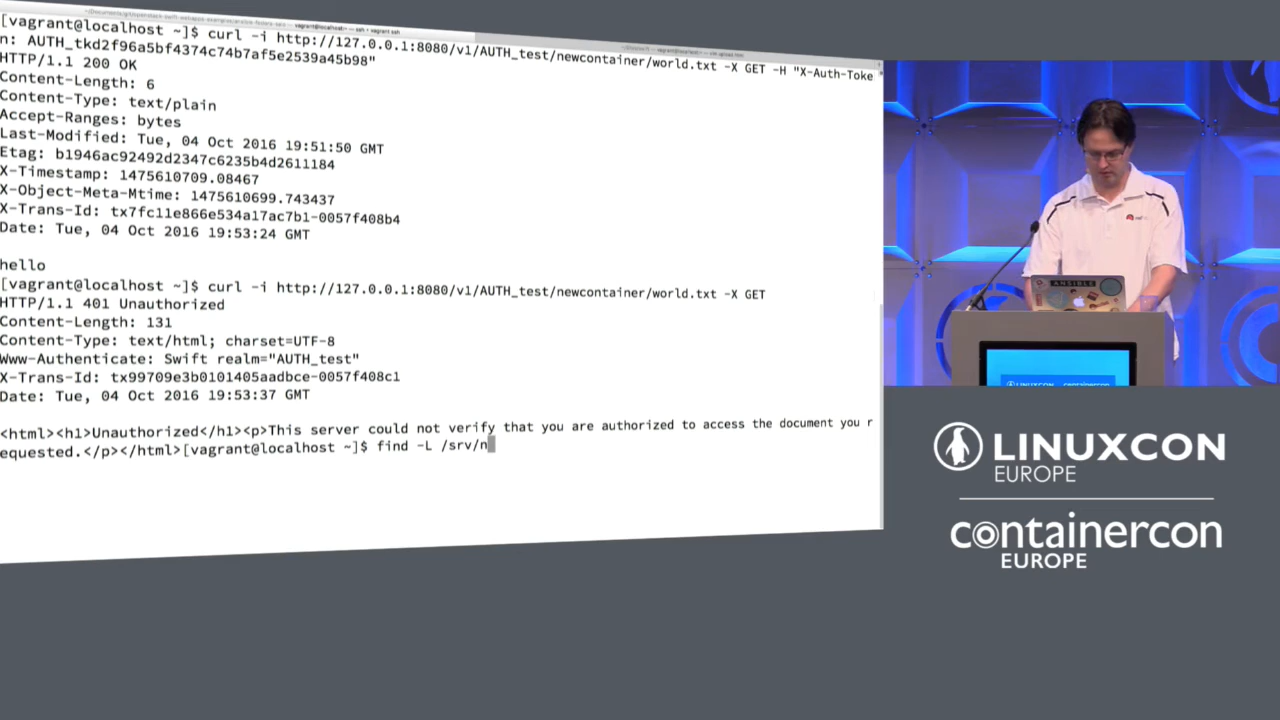 [vagrant@localhost ~]$ curl -i http://127.0.0.1:8080/v1/AUTH_test/newcontainer/world.txt -X GET -H "X-Auth-Toke
n: AUTH_tkd2f96a5bf4374c74b7af5e2539a45b98"
HTTP/1.1 200 OK
Content-Length: 6
Content-Type: text/plain
Accept-Ranges: bytes
Last-Modified: Tue, 04 Oct 2016 19:51:50 GMT
Etag: b1946ac92492d2347c6235b4d2611184
X-Timestamp: 1475610709.08467
X-Object-Meta-Mtime: 1475610699.743437
X-Trans-Id: tx7fc11e866e534a17ac7b1-0057f408b4
Date: Tue, 04 Oct 2016 19:53:24 GMT
hello
[vagrant@localhost ~]$ curl -i http://127.0.0.1:8080/v1/AUTH_test/newcontainer/world.txt -X GET
HTTP/1.1 401 Unauthorized
Content-Length: 131
Content-Type: text/html; charset=UTF-8
Www-Authenticate: Swift realm="AUTH_test"
X-Trans-Id: tx99709e3b0101405aadbce-0057f408c1
Date: Tue, 04 Oct 2016 19:53:37 GMT
<html><h1>Unauthorized</h1><p>This server could not verify that you are authorized to access the document you r
equested.</p></html>[vagrant@localhost ~]$ find -L /srv/n
ANSIBLE
LINUXCON containercon
LINUXCON
EUROPE
containercon
EUROPE